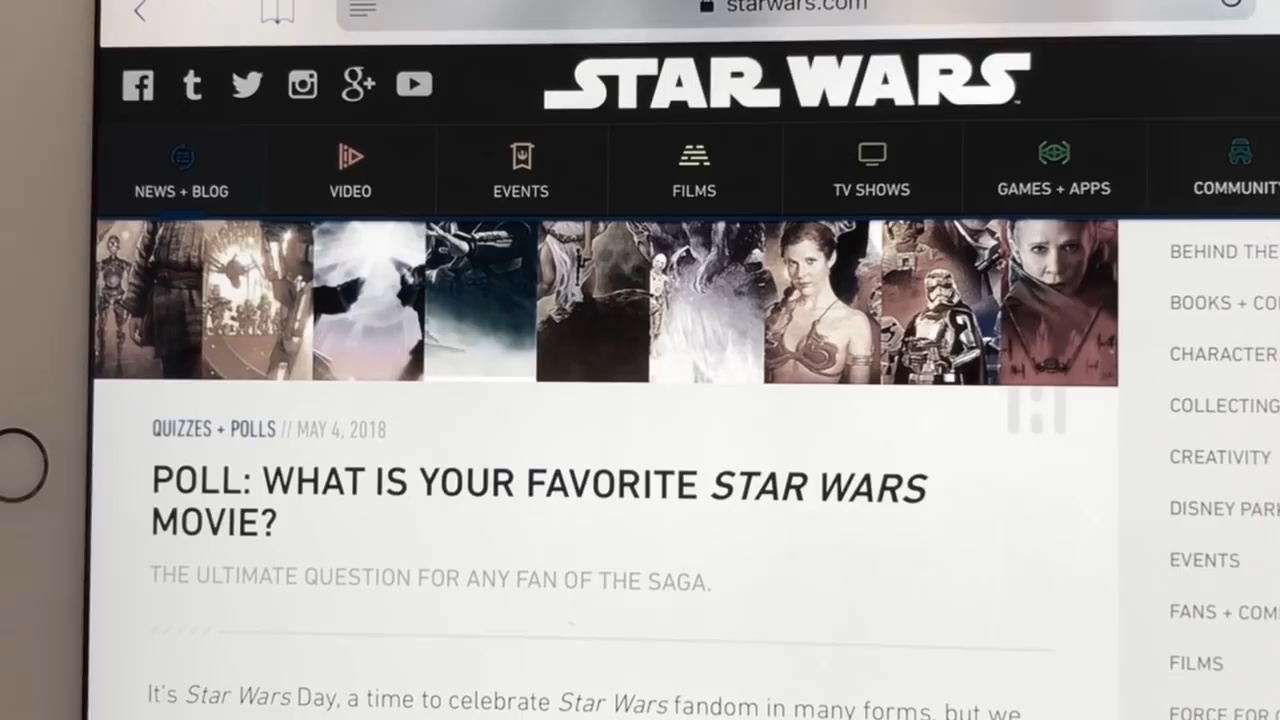 starwars.com
STAR WARS
NEWS + BLOG
VIDEO
EVENTS
FILMS
TV SHOWS
GAMES + APPS
COMMUNIT
QUIZZES + POLLS // MAY 4, 2018
POLL: WHAT IS YOUR FAVORITE STAR WARS
MOVIE?
THE ULTIMATE QUESTION FOR ANY FAN OF THE SAGA.
It's Star Wars Day, a time to celebrate Star Wars fandom in many forms, but we
BEHIND THE
BOOKS + CO
CHARACTER
COLLECTING
CREATIVITY
DISNEY PAR
EVENTS
FANS + COM
FILMS
FORCE FOR